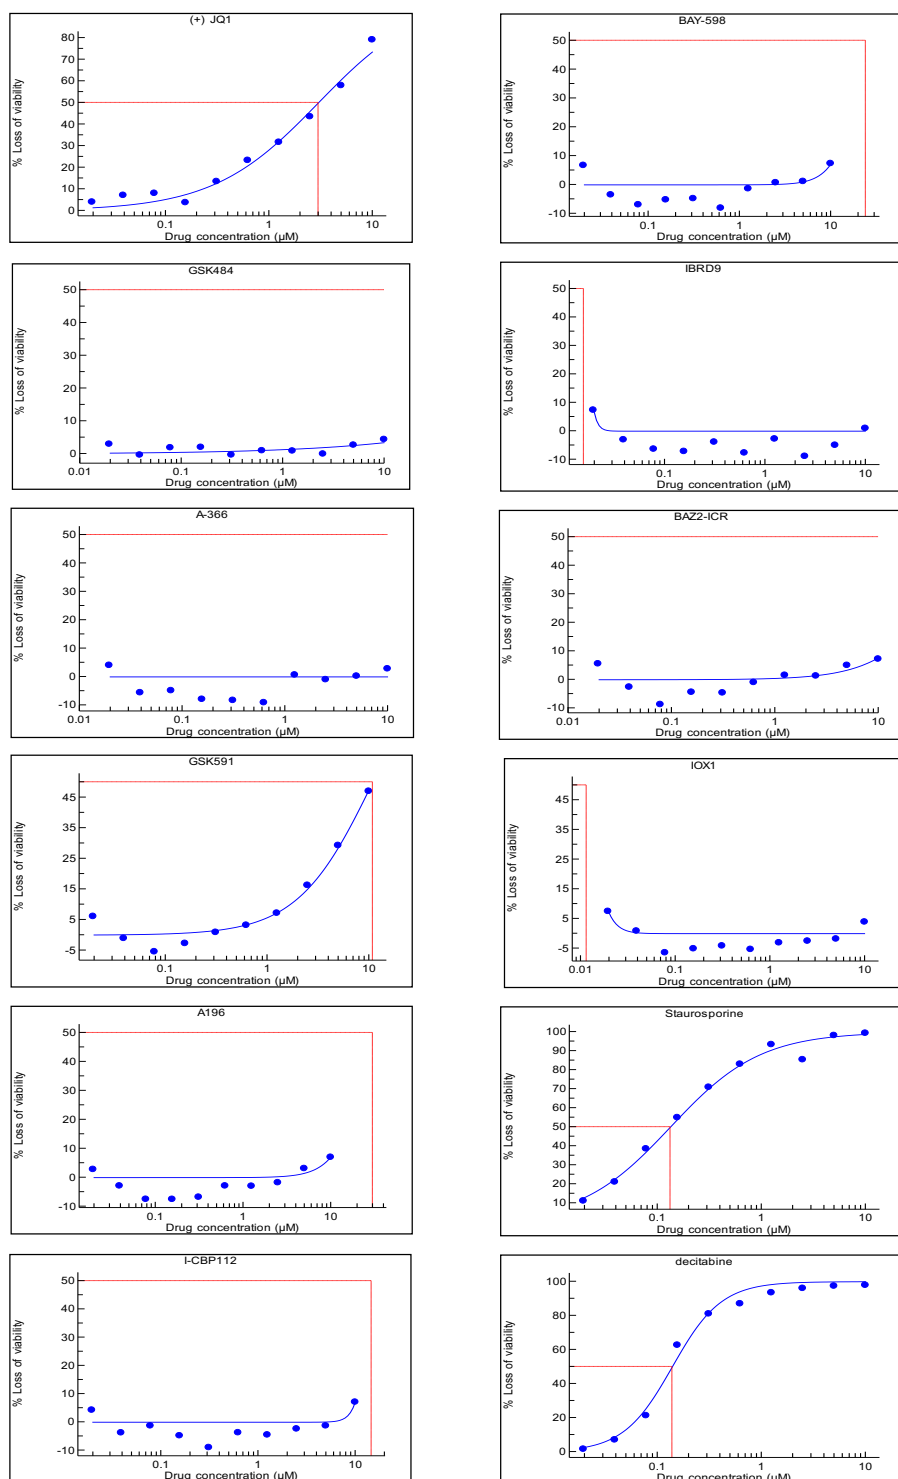 (+) JQ1
% Loss of viability
80
70
60
50
40
30
20
10
0
0.1 1 10
Drug concentration (µM)
BAY-598
% Loss of viability
50
40
30
20
10
0
-10
0.1 1 10
Drug concentration (µM)
GSK484
% Loss of viability
50
40
30
20
10
0
0.01 0.1 1 10
Drug concentration (µM)
IBRD9
% Loss of viability
50
40
30
20
10
0
-10
0.1 1 10
Drug concentration (µM)
A-366
% Loss of viability
50
40
30
20
10
0
-10
0.01 0.1 1 10
Drug concentration (µM)
BAZ2-ICR
% Loss of viability
50
40
30
20
10
0
-10
0.01 0.1 1 10
Drug concentration (µM)
GSK591
% Loss of viability
45
35
25
15
5
-5
0.1 1 10
Drug concentration (µM)
IOX1
% Loss of viability
45
35
25
15
5
-5
0.01 0.1 1 10
Drug concentration (µM)
A196
% Loss of viability
50
40
30
20
10
0
-10
0.1 1 10
Drug concentration (µM)
Staurosporine
% Loss of viability
100
90
80
70
60
50
40
30
20
10
0.1 1 10
Drug concentration (µM)
I-CBP112
% Loss of viability
50
40
30
20
10
0
-10
0.1 1 10
Drug concentration (µM)
decitabine
% Loss of viability
100
80
60
40
20
0
0.1 1 10
Drug concentration (µM)